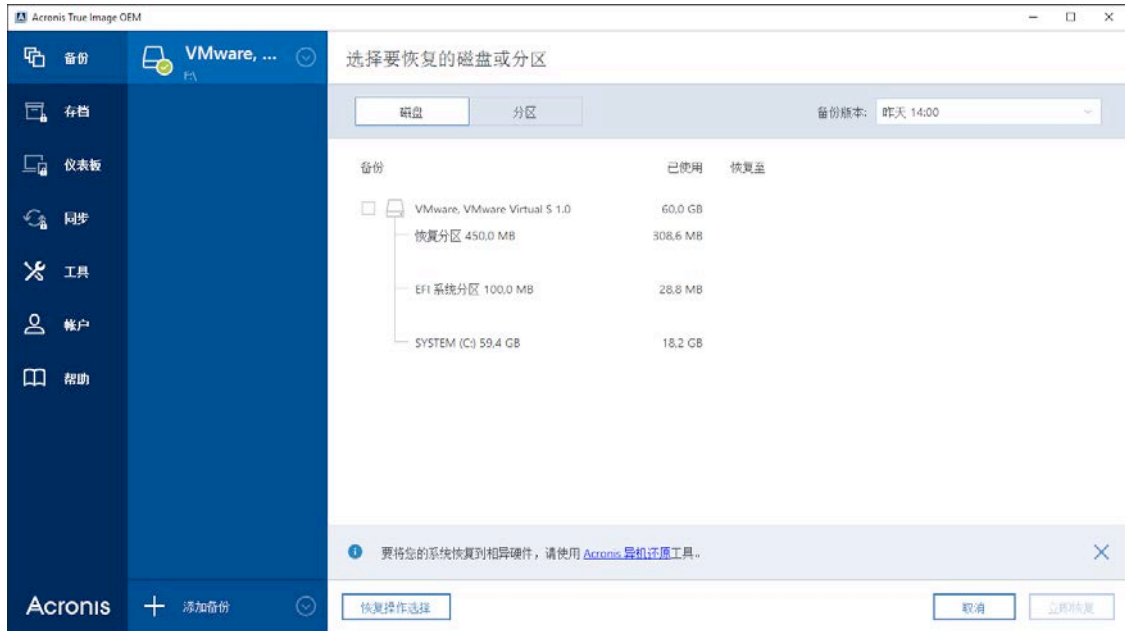 Acronis True Image OEM
备份
VMware, ...
F:\
选择要恢复的磁盘或分区
存档
磁盘
分区
备份版本:
昨天 14:00
仪表板
备份
已使用
恢复至
同步
VMware, VMware Virtual S 1.0
60,0 GB
恢复分区 450,0 MB
308,6 MB
工具
EFI 系统分区 100,0 MB
28,8 MB
帐户
SYSTEM (C:) 59,4 GB
18,2 GB
帮助
要将您的系统恢复到相异硬件，请使用 Acronis 异机还原工具。
Acronis
添加备份
恢复操作选择
取消
立即恢复